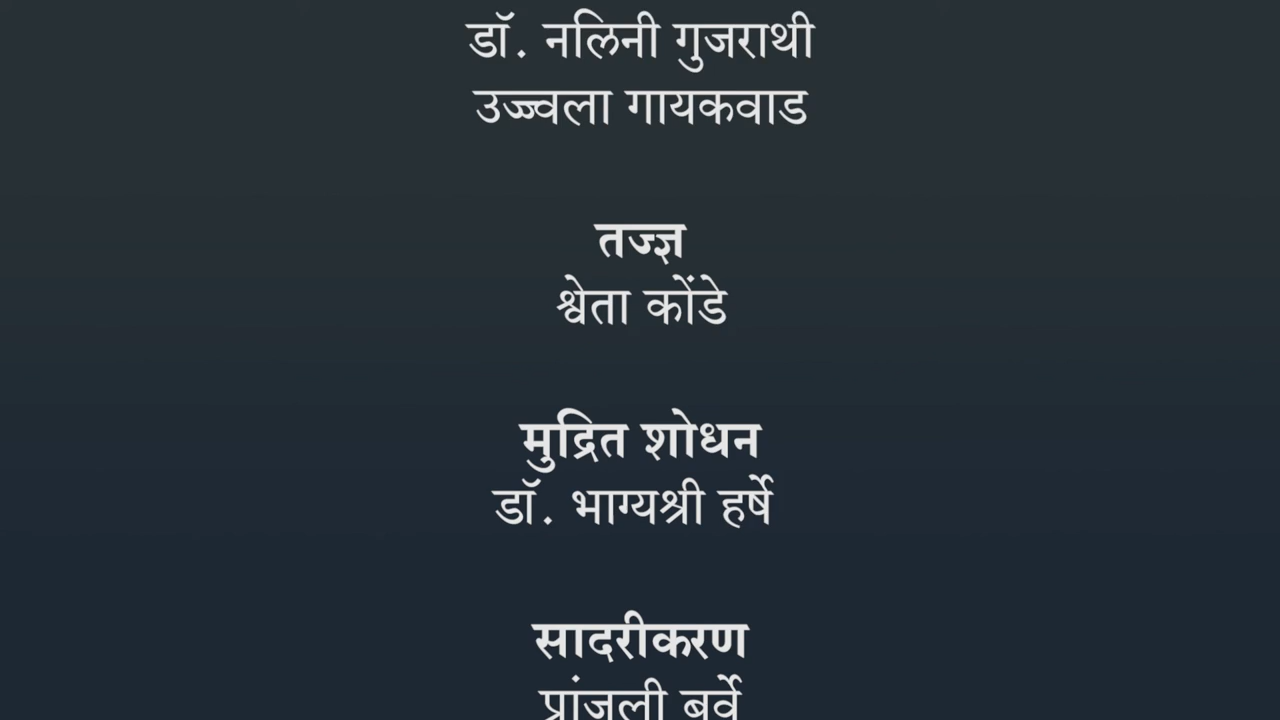 डॉ. नलिनी गुजराथी
उज्ज्वला गायकवाड
तज्ज्ञ
श्वेता कोंडे
मुद्रित शोधन
डॉ. भाग्यश्री हर्षे
सादरीकरण
प्रांजली बर्वे